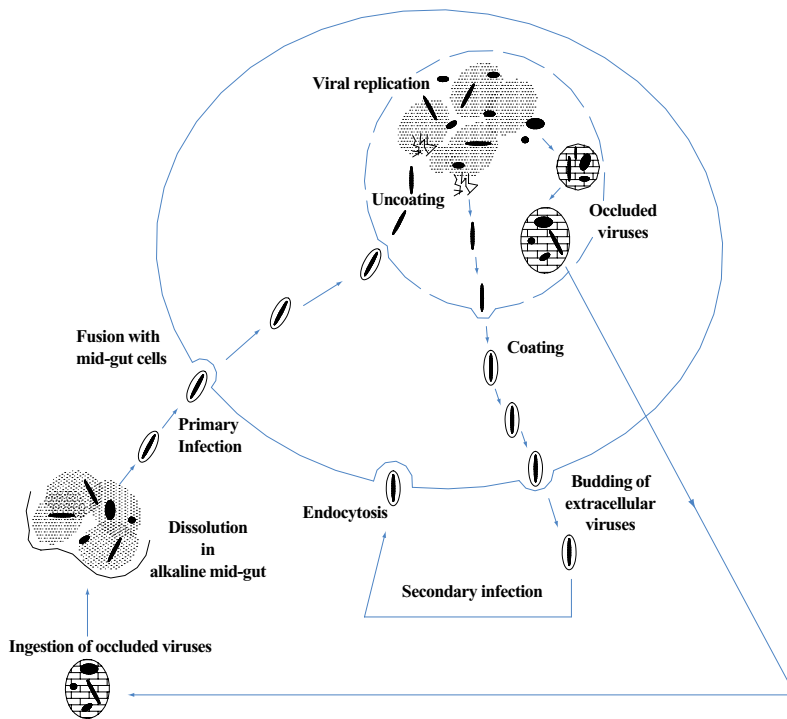 Viral replication
Uncoating
Occluded
viruses
Fusion with
mid-gut cells
Coating
Primary
Infection
Budding of
extracellular
viruses
Endocytosis
Dissolution
in
alkaline mid-gut
Secondary infection
Ingestion of occluded viruses